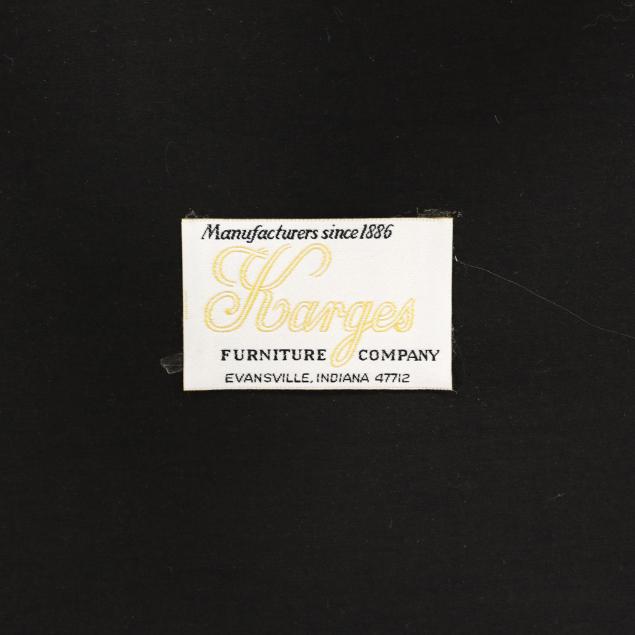 Manufacturers since 1886
Karges
FURNITURE COMPANY
EVANSVILLE, INDIANA 47712